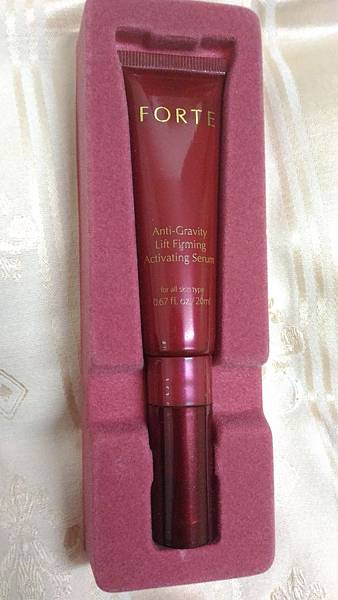 FORTE
Anti-Gravity
Lift Firming
Activating Serum
for all skin type
0.67 fl. oz./20ml